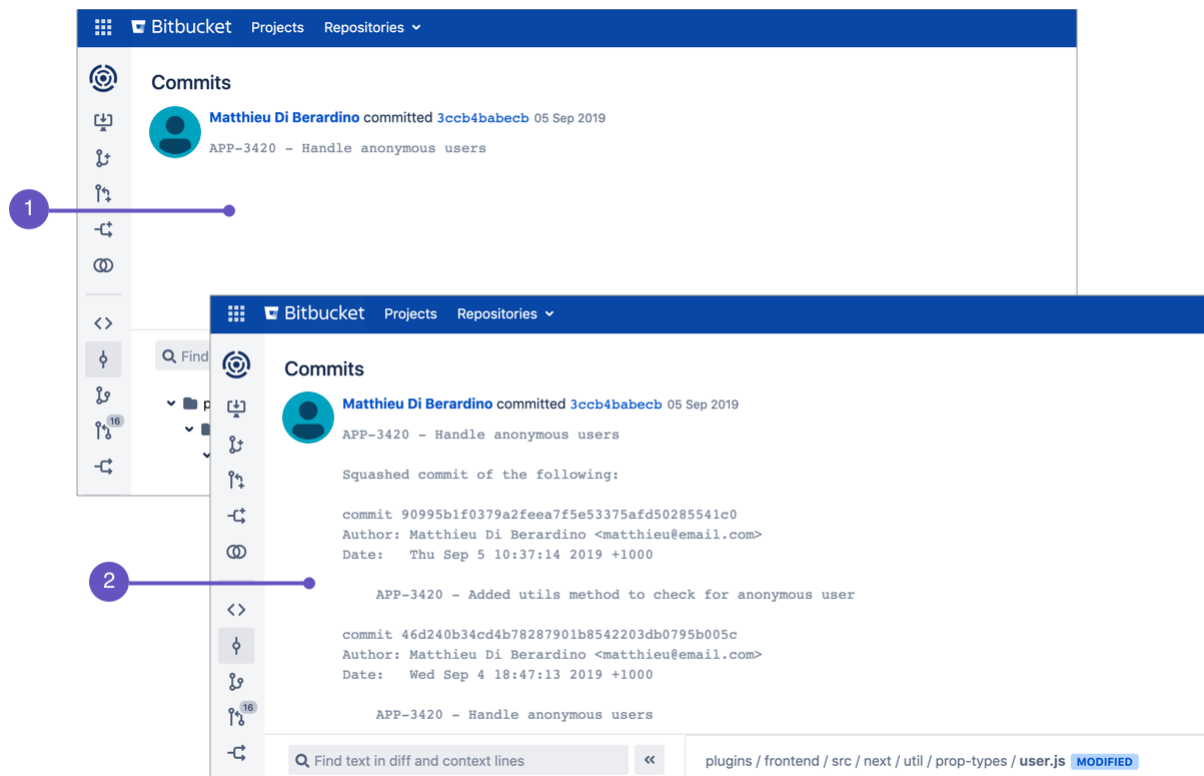 Bitbucket Projects Repositories
Commits
Matthieu Di Berardino committed 3ccb4babecb 05 Sep 2019
APP-3420 - Handle anonymous users
1
Find
p
16
Bitbucket Projects Repositories
Commits
Matthieu Di Berardino committed 3ccb4babecb 05 Sep 2019
APP-3420 - Handle anonymous users
Squashed commit of the following:
commit 90995b1f0379a2feea7f5e53375afd50285541c0
Author: Matthieu Di Berardino <matthieu@email.com>
Date:   Thu Sep 5 10:37:14 2019 +1000
2
APP-3420 - Added utils method to check for anonymous user
commit 46d240b34cd4b78287901b8542203db0795b005c
Author: Matthieu Di Berardino <matthieu@email.com>
Date:   Wed Sep 4 18:47:13 2019 +1000
16
APP-3420 - Handle anonymous users
Find text in diff and context lines « plugins / frontend / src / next / util / prop-types / user.js MODIFIED